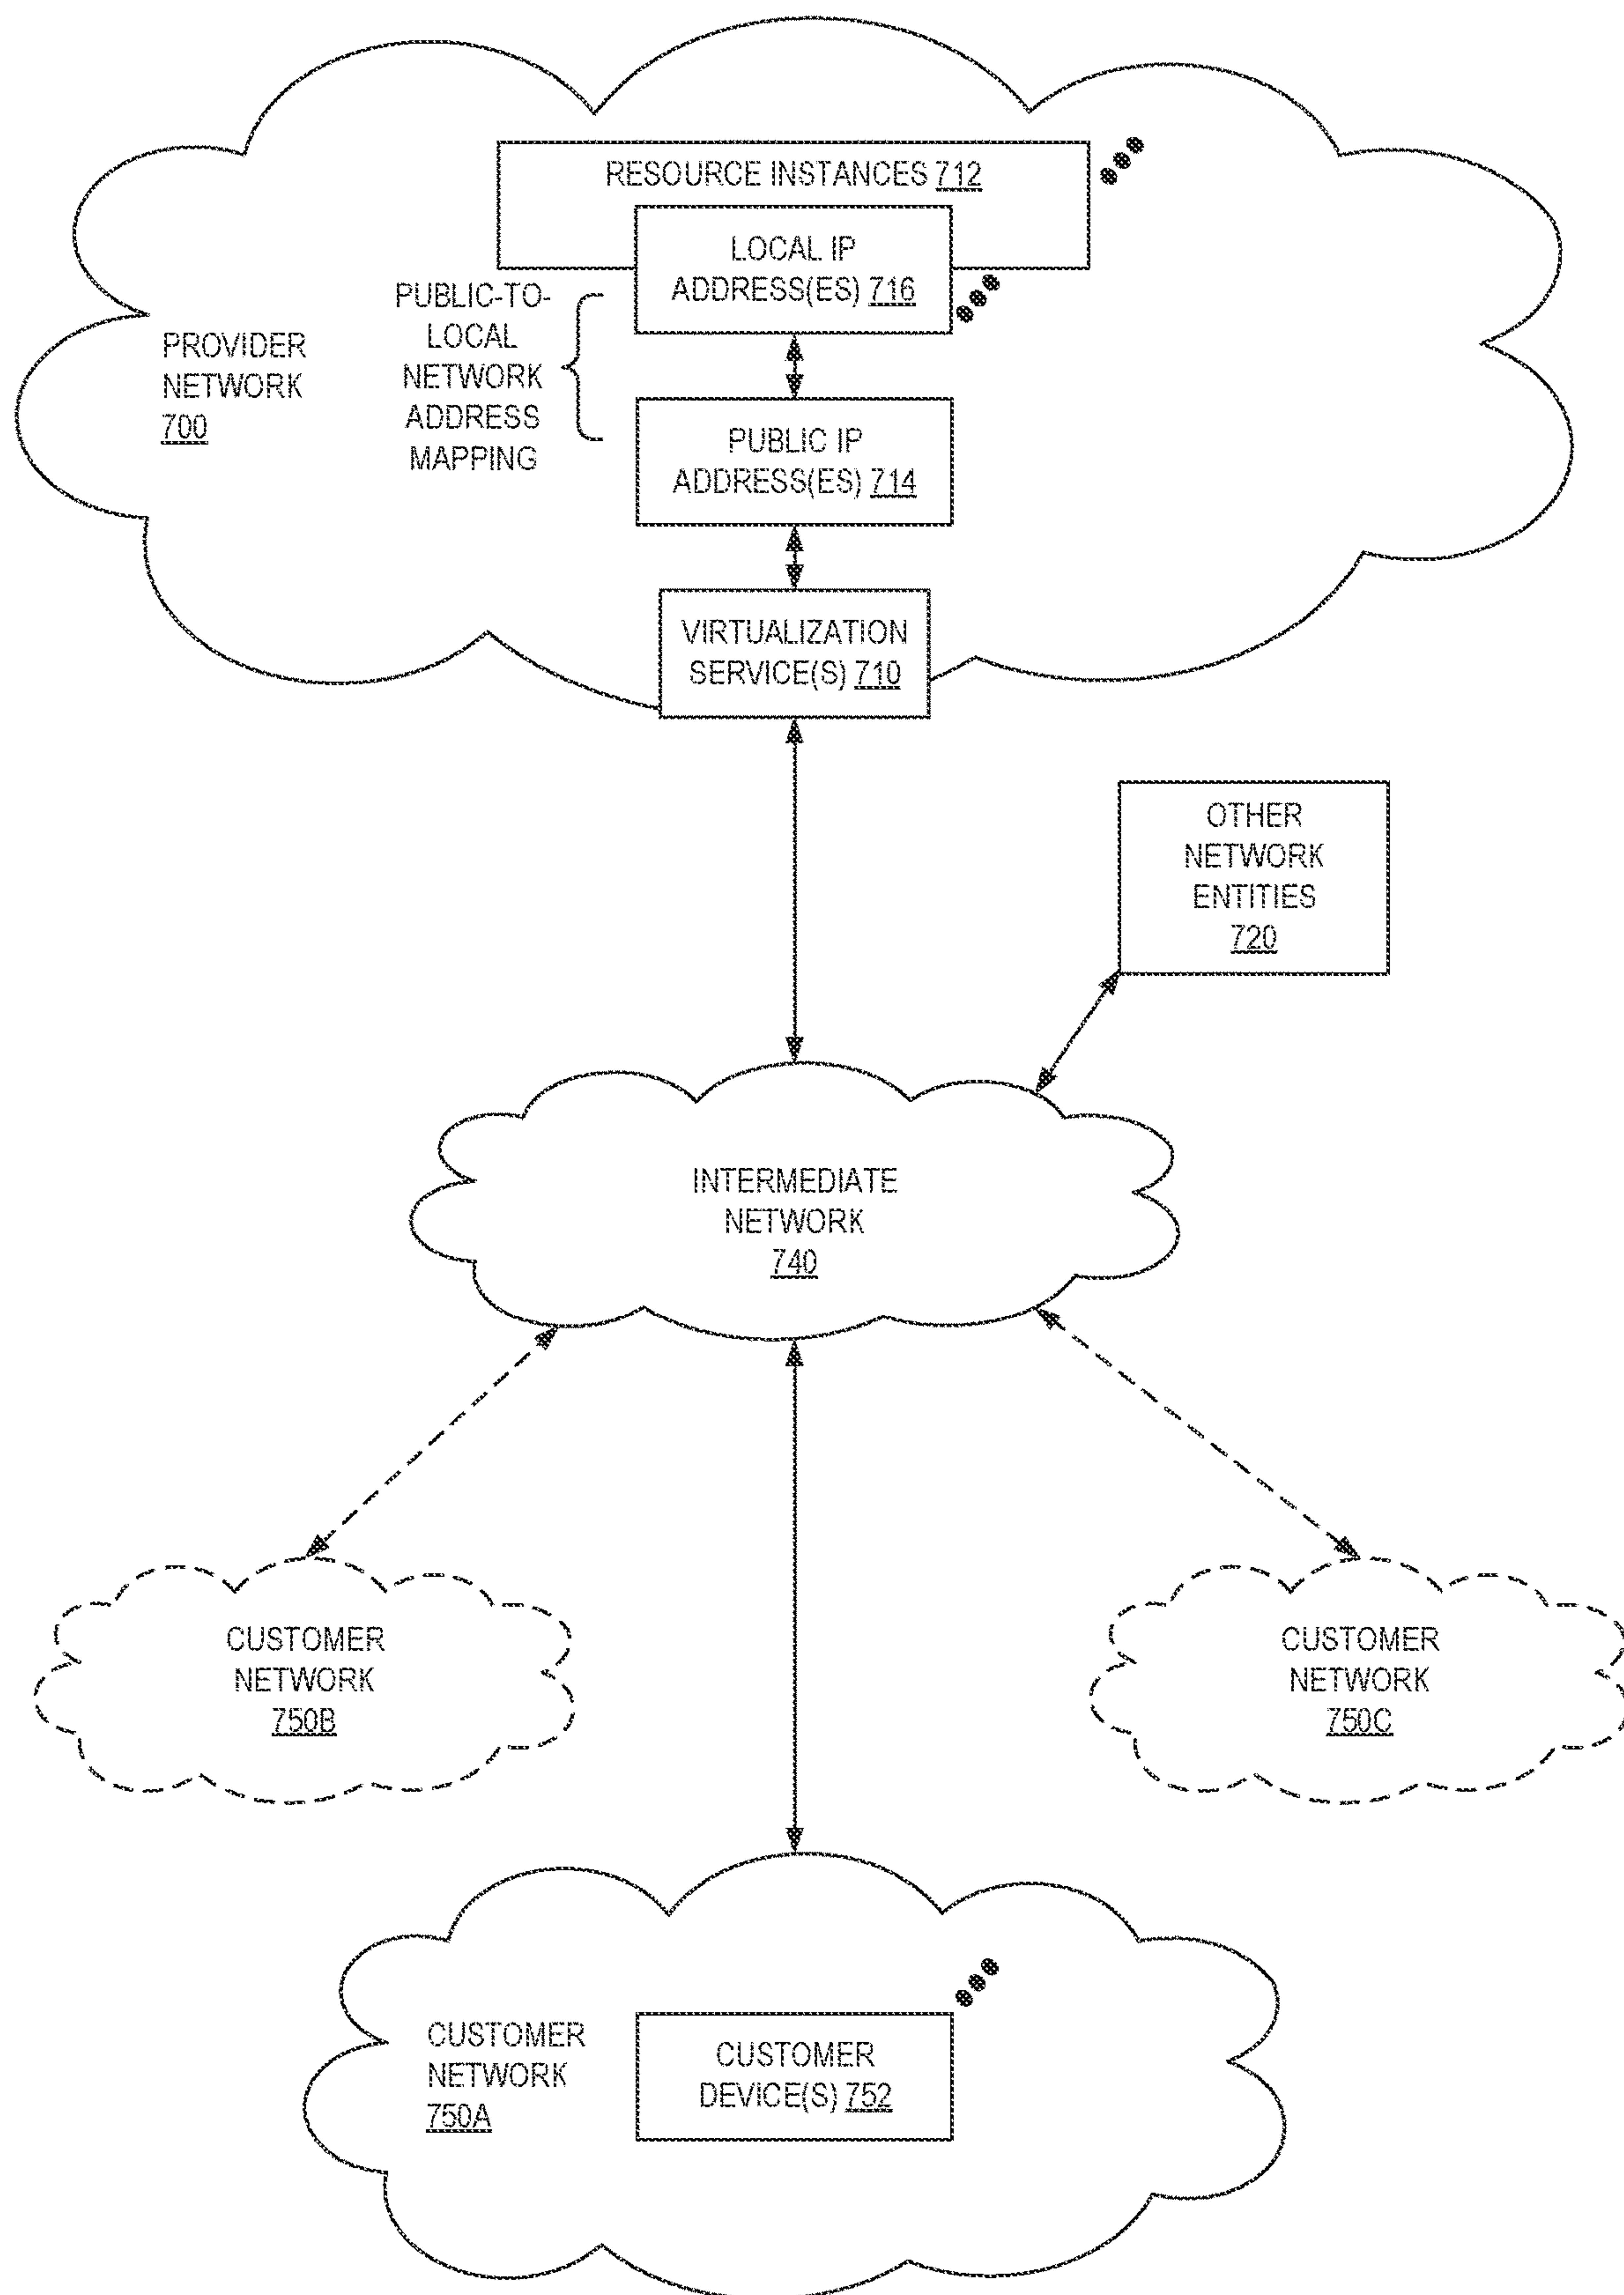 RESOURCE INSTANCES 712
LOCAL IP
ADDRESS(ES) 716
PUBLIC-TO-
LOCAL
NETWORK
ADDRESS
MAPPING
PROVIDER
NETWORK
700
PUBLIC IP
ADDRESS(ES) 714
VIRTUALIZATION
SERVICE(S) 710
OTHER
NETWORK
ENTITIES
720
INTERMEDIATE
NETWORK
740
CUSTOMER
NETWORK
750B
CUSTOMER
NETWORK
750C
CUSTOMER
NETWORK
750A
CUSTOMER
DEVICE(S) 752